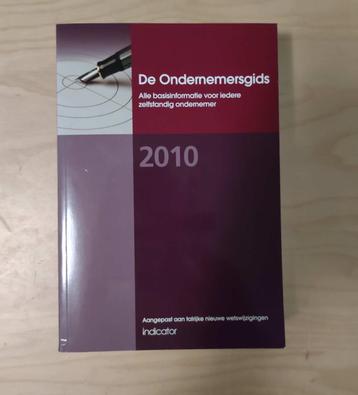 De Ondernemersgids
Alle basisinformatie voor iedere
zelfstandig ondernemer
2010
Aangepast aan talrijke nieuwe wetswijzigingen
indicator